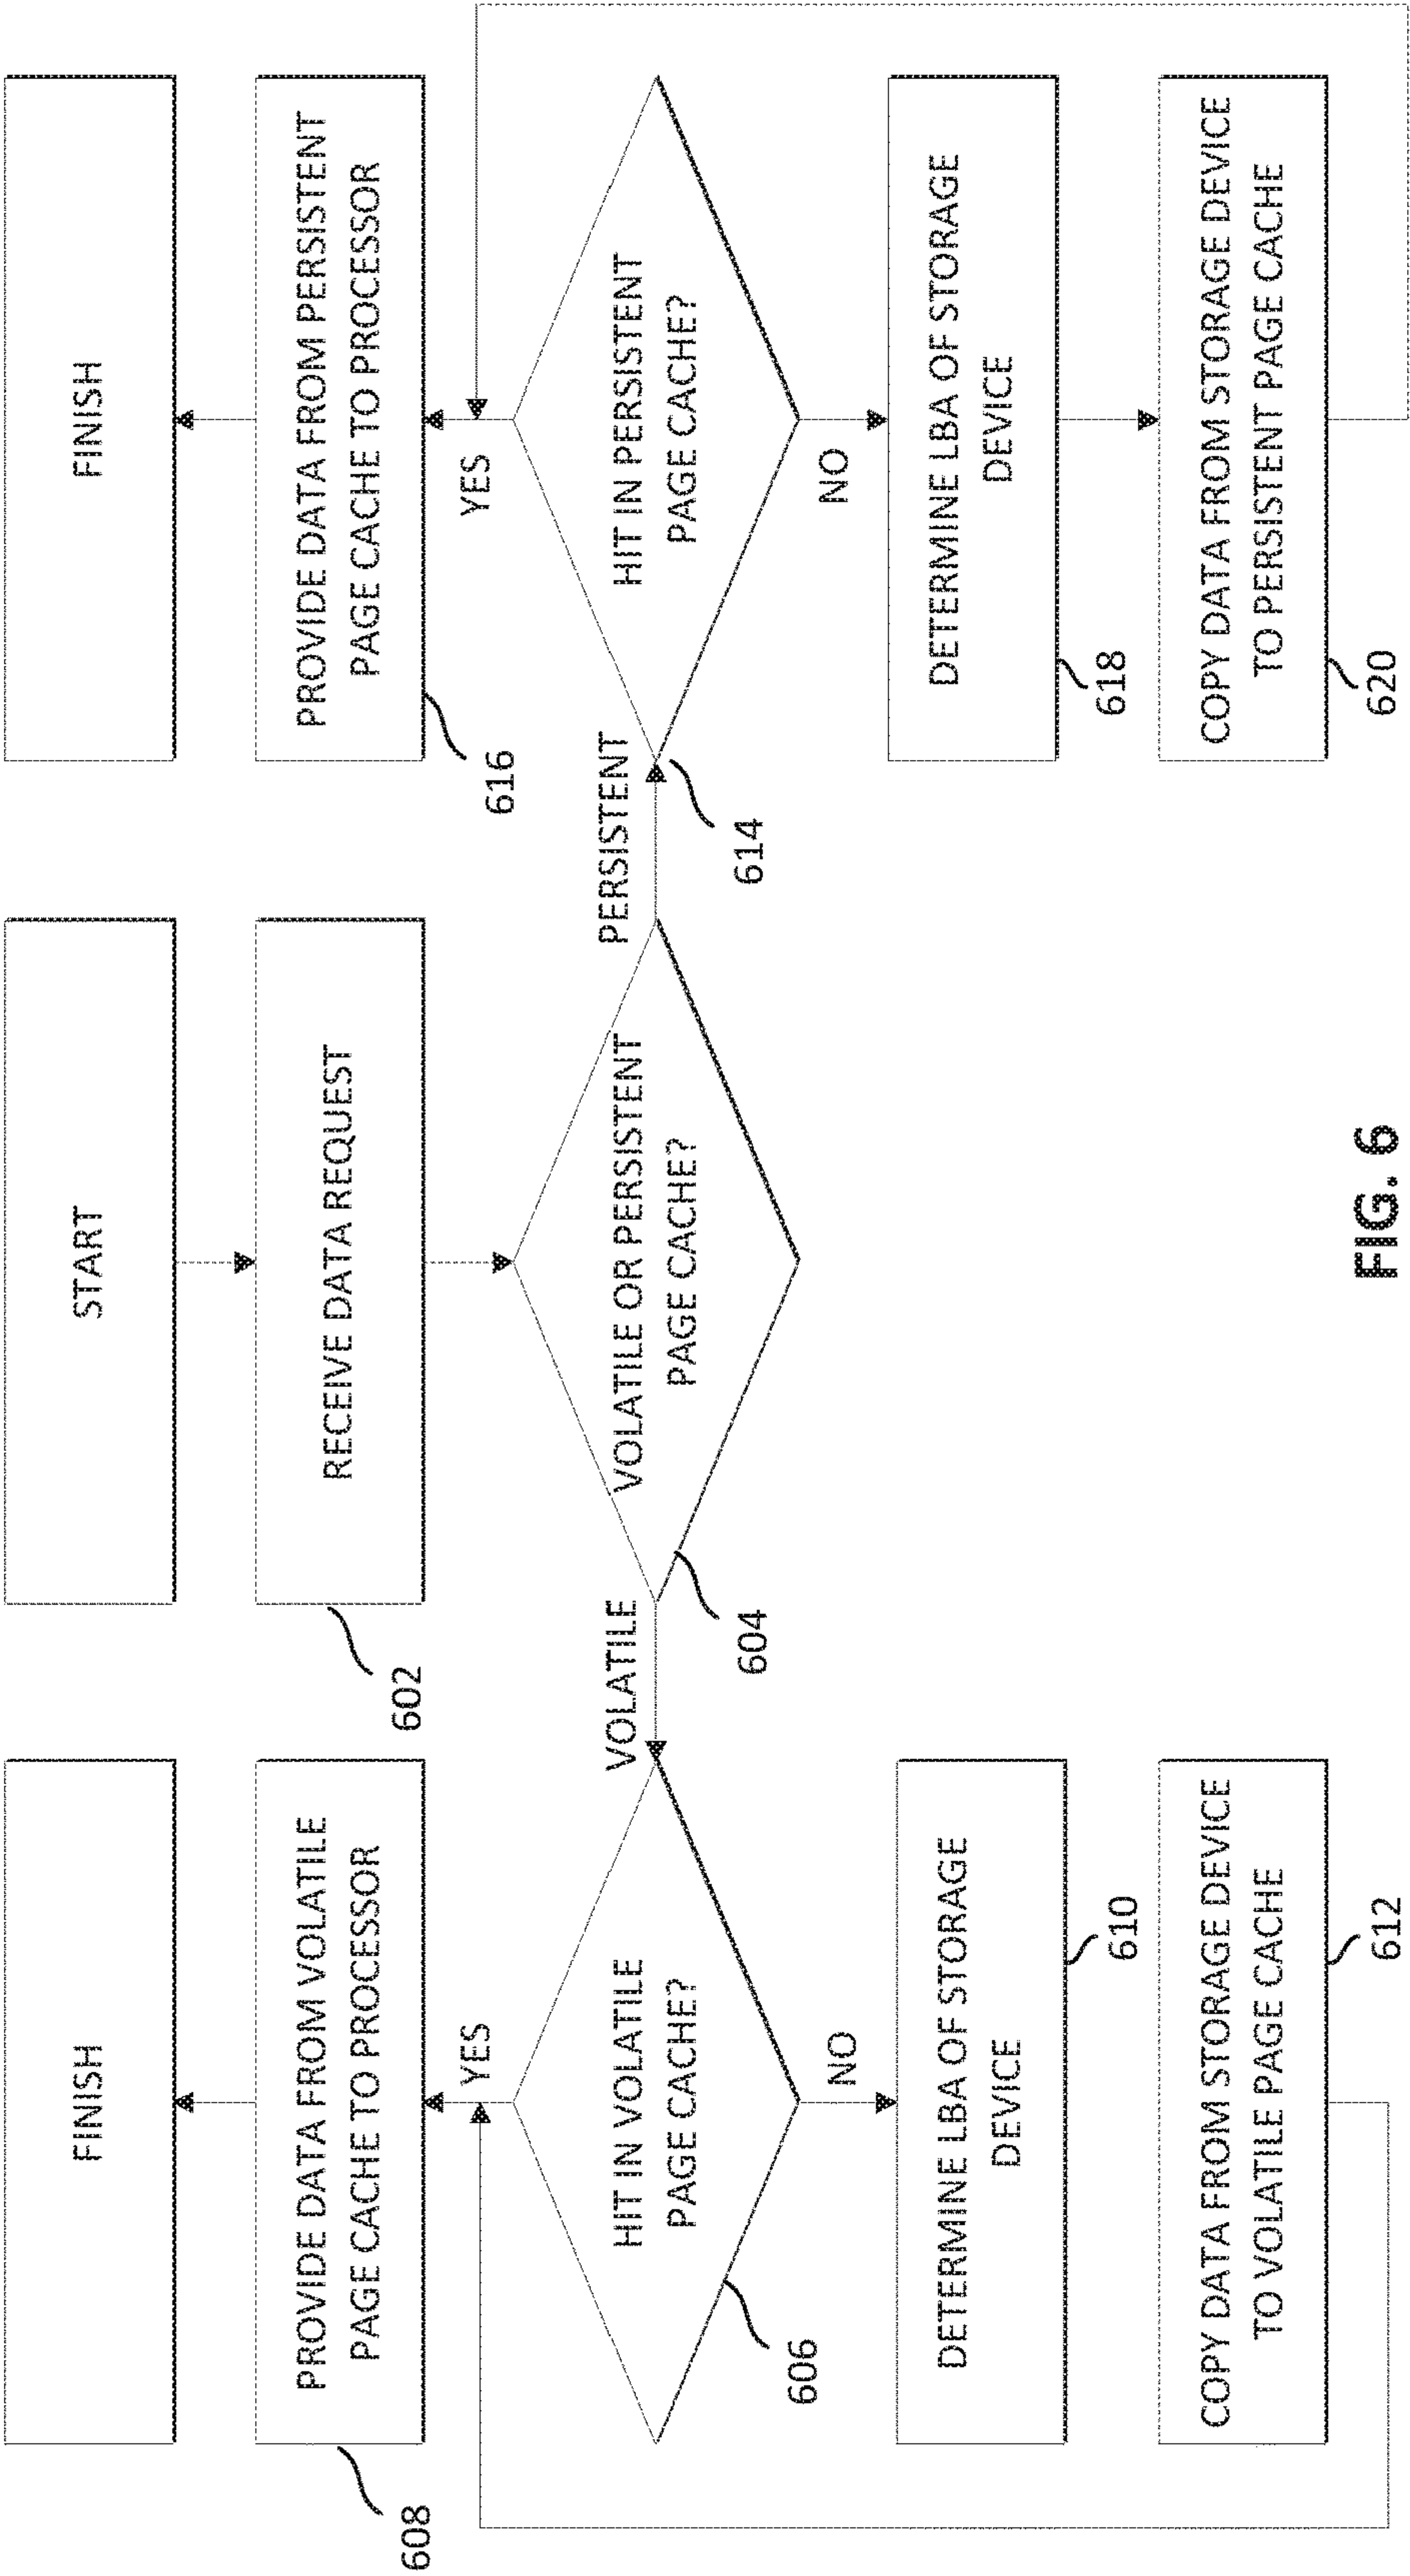 FINISH
PROVIDE DATA FROM VOLATILE
PAGE CACHE TO PROCESSOR
608
YES
HIT IN VOLATILE
PAGE CACHE?
606
NO
DETERMINE LBA OF STORAGE
DEVICE
610
COPY DATA FROM STORAGE DEVICE
TO VOLATILE PAGE CACHE
612
VOLATILE
START
RECEIVE DATA REQUEST
602
VOLATILE OR PERSISTENT
PAGE CACHE?
604
PERSISTENT
FINISH
PROVIDE DATA FROM PERSISTENT
PAGE CACHE TO PROCESSOR
616
YES
HIT IN PERSISTENT
PAGE CACHE?
614
NO
DETERMINE LBA OF STORAGE
DEVICE
618
COPY DATA FROM STORAGE DEVICE
TO PERSISTENT PAGE CACHE
620
FIG. 6